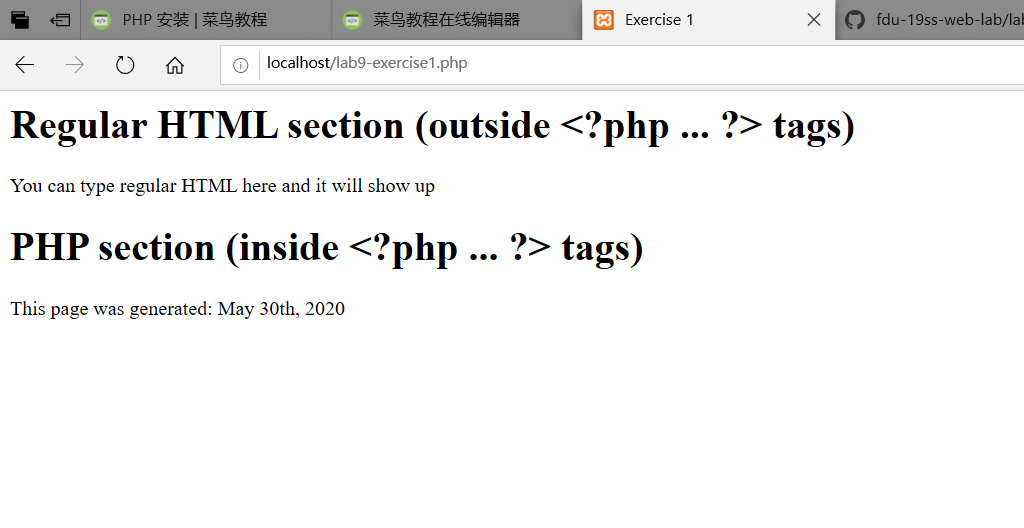 PHP 安装 | 菜鸟教程
菜鸟教程在线编辑器
Exercise 1
fdu-19ss-web-lab/lab
localhost/lab9-exercise1.php
Regular HTML section (outside <?php ... ?> tags)
You can type regular HTML here and it will show up
PHP section (inside <?php ... ?> tags)
This page was generated: May 30th, 2020